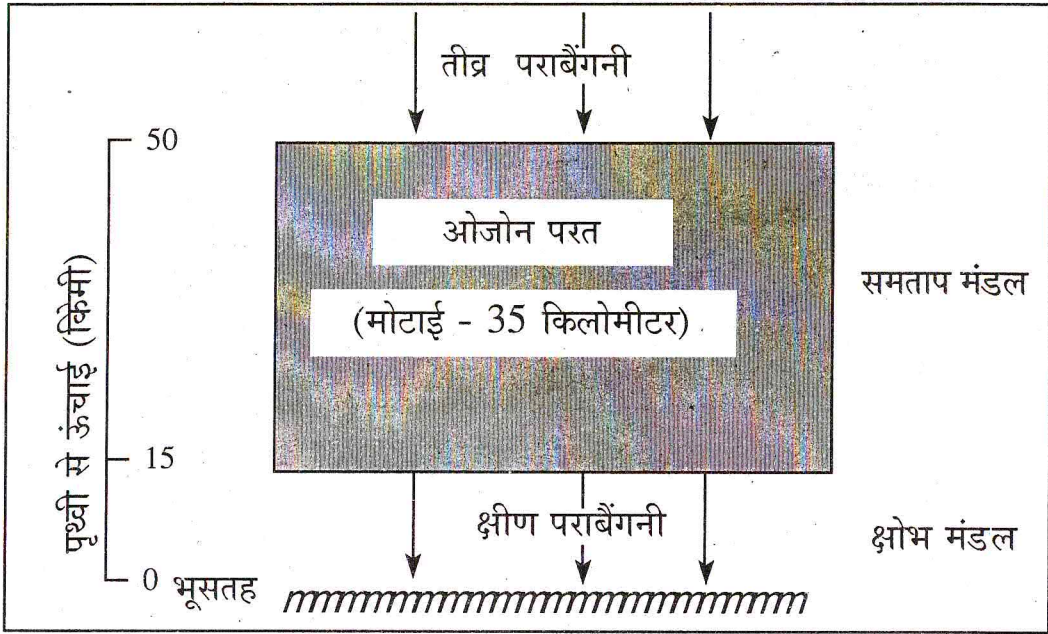 तीव्र पराबैंगनी
50
ओजोन परत
समताप मंडल
(मोटाई - 35 किलोमीटर)
पृथ्वी से ऊंचाई (किमी)
15
क्षीण पराबैंगनी
क्षोभ मंडल
0 भूसतह